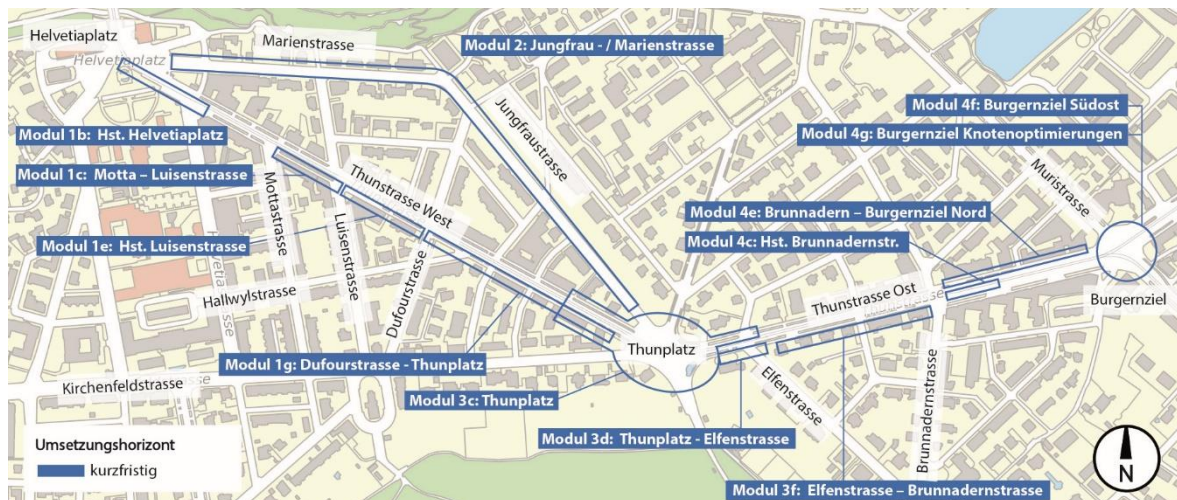 Helvetiaplatz
Helvetiaplatz
Marienstrasse
Modul 2: Jungfrau - / Marienstrasse
Modul 4f: Burgernziel Südost
Modul 1b: Hst. Helvetiaplatz
Jungfraustrasse
Modul 4g: Burgernziel Knotenoptimierungen
Modul 1c: Motta – Luisenstrasse
Thunstrasse West
Muristrasse
Mottastrasse
Modul 4e: Brunnadern – Burgernziel Nord
Modul 1e: Hst. Luisenstrasse
Luisenstrasse
Modul 4c: Hst. Brunnadernstr.
Dufourstrasse
Hallwylstrasse
Thunstrasse Ost
Burgernziel
Thunplatz
Modul 1g: Dufourstrasse - Thunplatz
Kirchenfeldstrasse
Modul 3c: Thunplatz
Elfenstrasse
Brunnadernstrasse
Modul 3d: Thunplatz - Elfenstrasse
Umsetzungshorizont
kurzfristig
Modul 3f: Elfenstrasse – Brunnadernstrasse
N